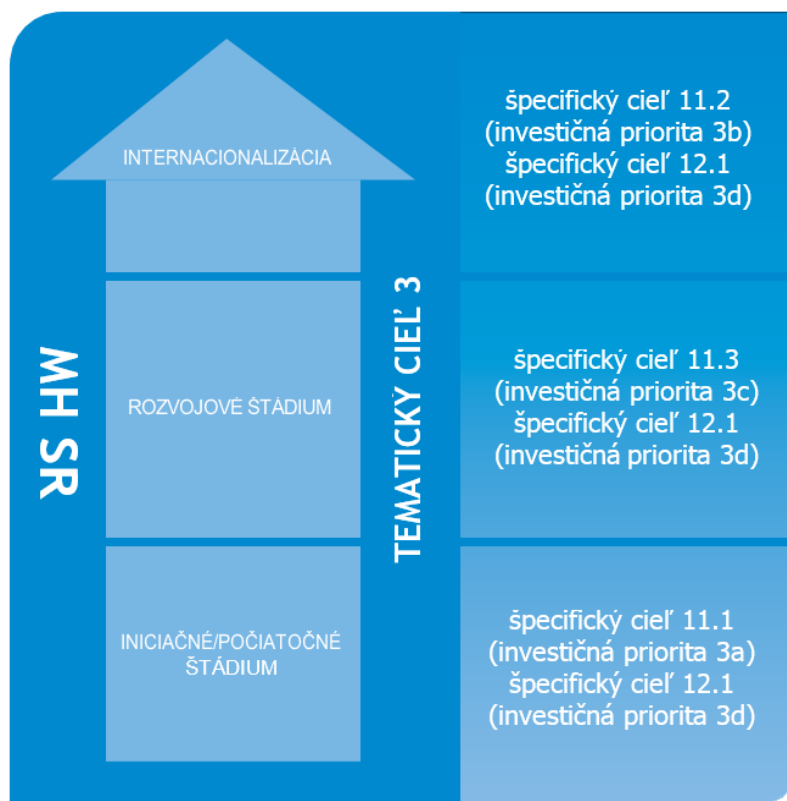 MH SR
INTERNACIONALIZÁCIA
ROZVOJOVÉ ŠTÁDIUM
INICIAČNÉ/POČIATOČNÉ
ŠTÁDIUM
TEMATICKÝ CIEĽ 3
špecifický cieľ 11.2
(investičná priorita 3b)
špecifický cieľ 12.1
(investičná priorita 3d)
špecifický cieľ 11.3
(investičná priorita 3c)
špecifický cieľ 12.1
(investičná priorita 3d)
špecifický cieľ 11.1
(investičná priorita 3a)
špecifický cieľ 12.1
(investičná priorita 3d)